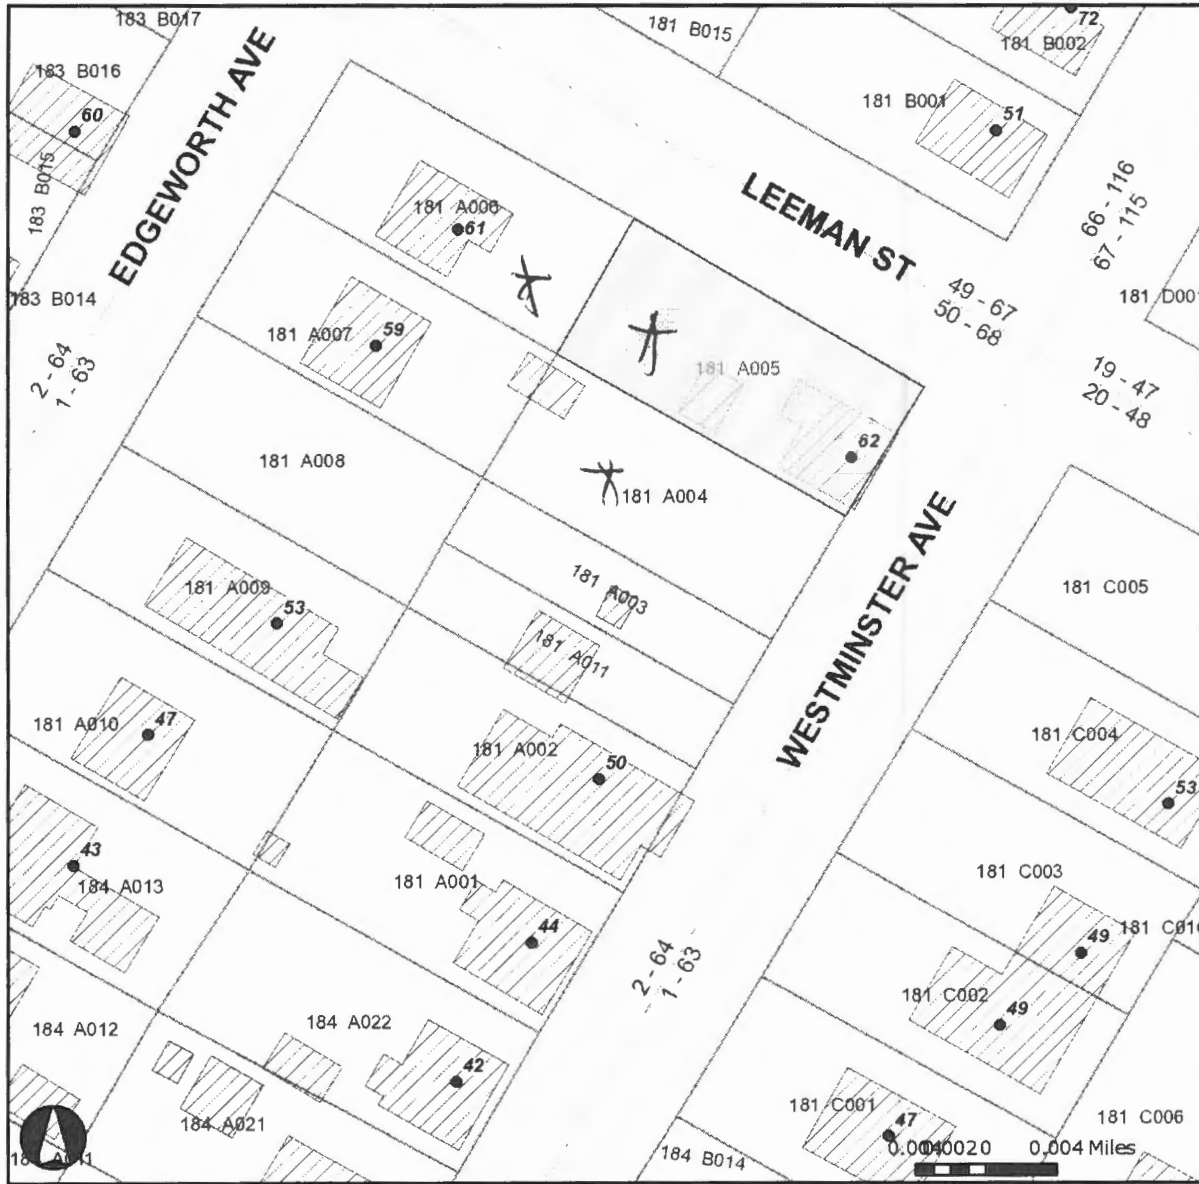 183 B017
181 B015
72
181 B002
183 B016
60
181 B001
51
EDGEWORTH AVE
183 B015
LEEMAN ST
66 - 116
67 - 115
181 A006
61
183 B014
49 - 67
50 - 68
181 D001
181 A007
59
2 - 64
1 - 63
181 A005
19 - 47
20 - 48
62
181 A008
181 A004
WESTMINSTER AVE
181 A009
53
181 A003
181 C005
181 A011
181 A010
47
181 A002
50
181 C004
53
43
184 A013
181 A001
44
181 C003
49
181 C016
2 - 64
1 - 63
181 C002
49
184 A012
184 A022
42
184 A021
181 C001
47
181 C006
184 B014
0.004 Miles